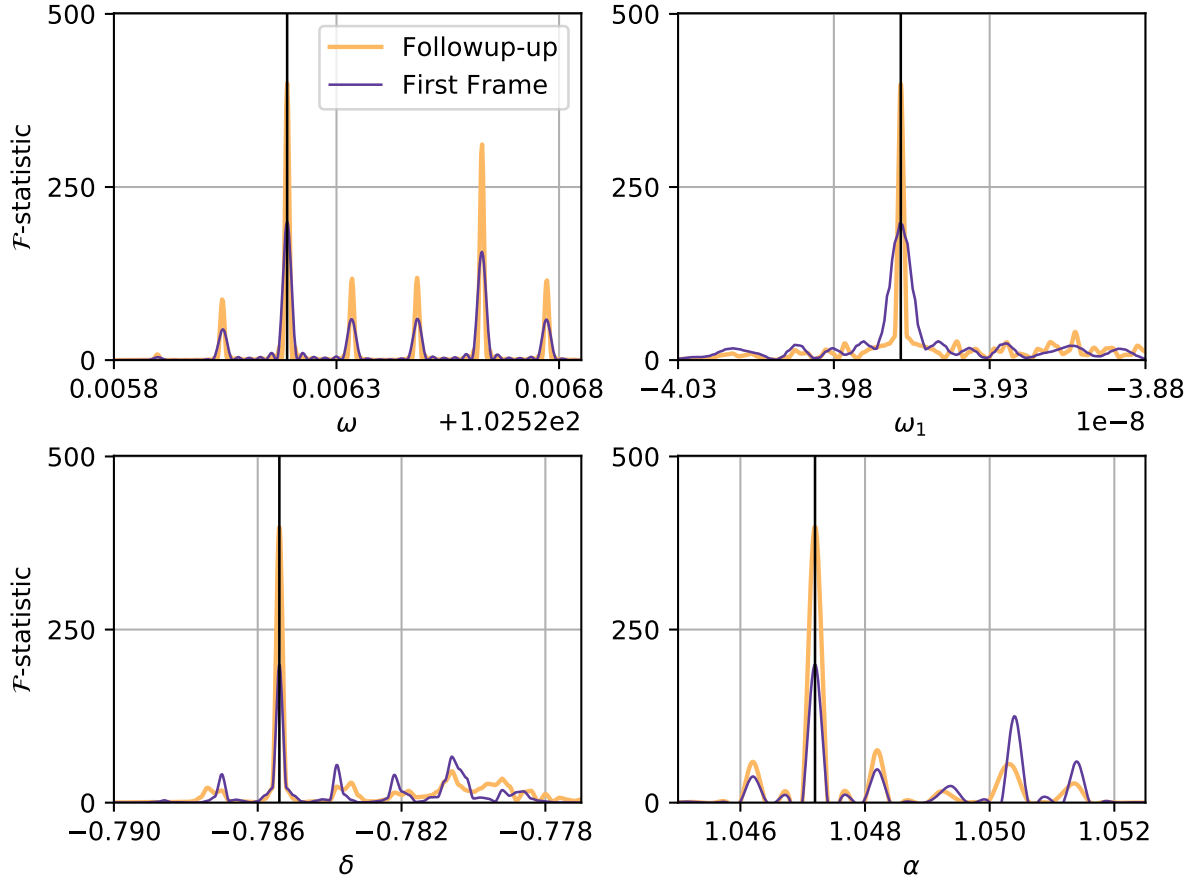 500
250
0
ℱ-statistic
Followup-up
First Frame
0.0058
0.0063
0.0068
ω
+1.0252e2
500
250
0
−4.03
−3.98
−3.93
−3.88
ω₁
1e−8
500
250
0
ℱ-statistic
−0.790
−0.786
−0.782
−0.778
δ
500
250
0
1.046
1.048
1.050
1.052
α